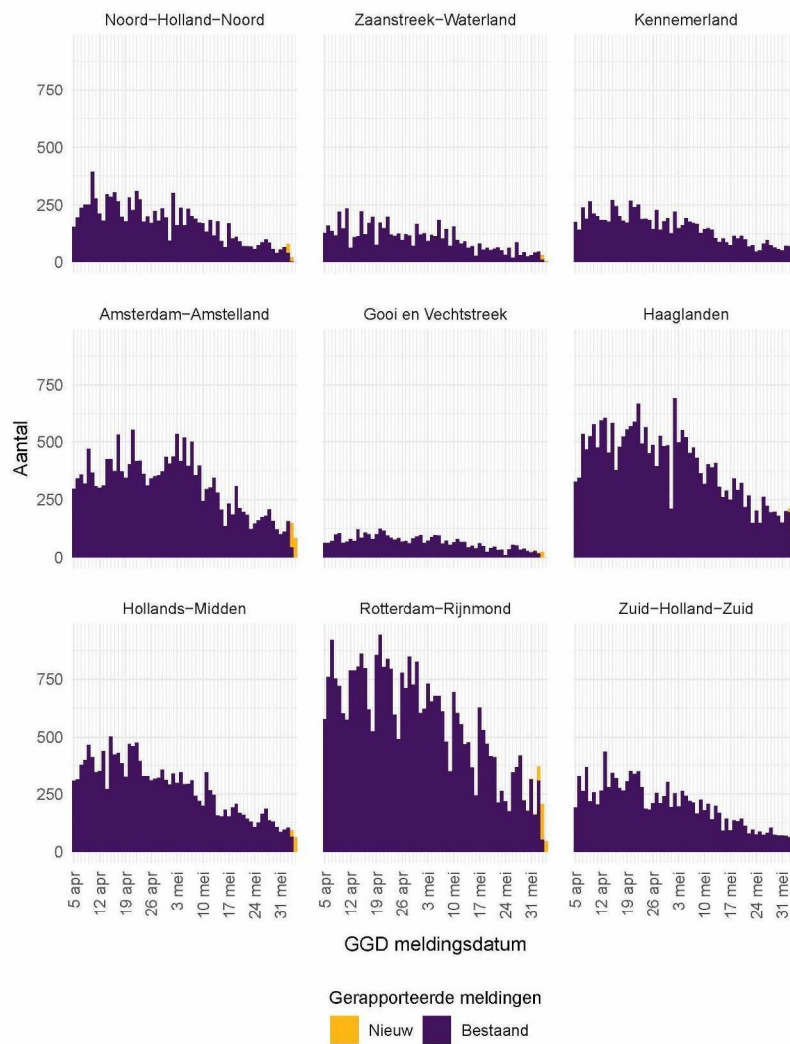 Noord-Holland-Noord Zaanstreek-Waterland Kennemerland
750
500
250
0
Amsterdam-Amstelland Gooi en Vechtstreek Haaglanden
750
500
250
0
Hollands-Midden Rotterdam-Rijnmond Zuid-Holland-Zuid
750
500
250
0
Aantal
5 apr 12 apr 19 apr 26 apr 3 mei 10 mei 17 mei 24 mei 31 mei 5 apr 12 apr 19 apr 26 apr 3 mei 10 mei 17 mei 24 mei 31 mei 5 apr 12 apr 19 apr 26 apr 3 mei 10 mei 17 mei 24 mei 31 mei
GGD meldingsdatum
Gerapporteerde meldingen
Nieuw Bestaand